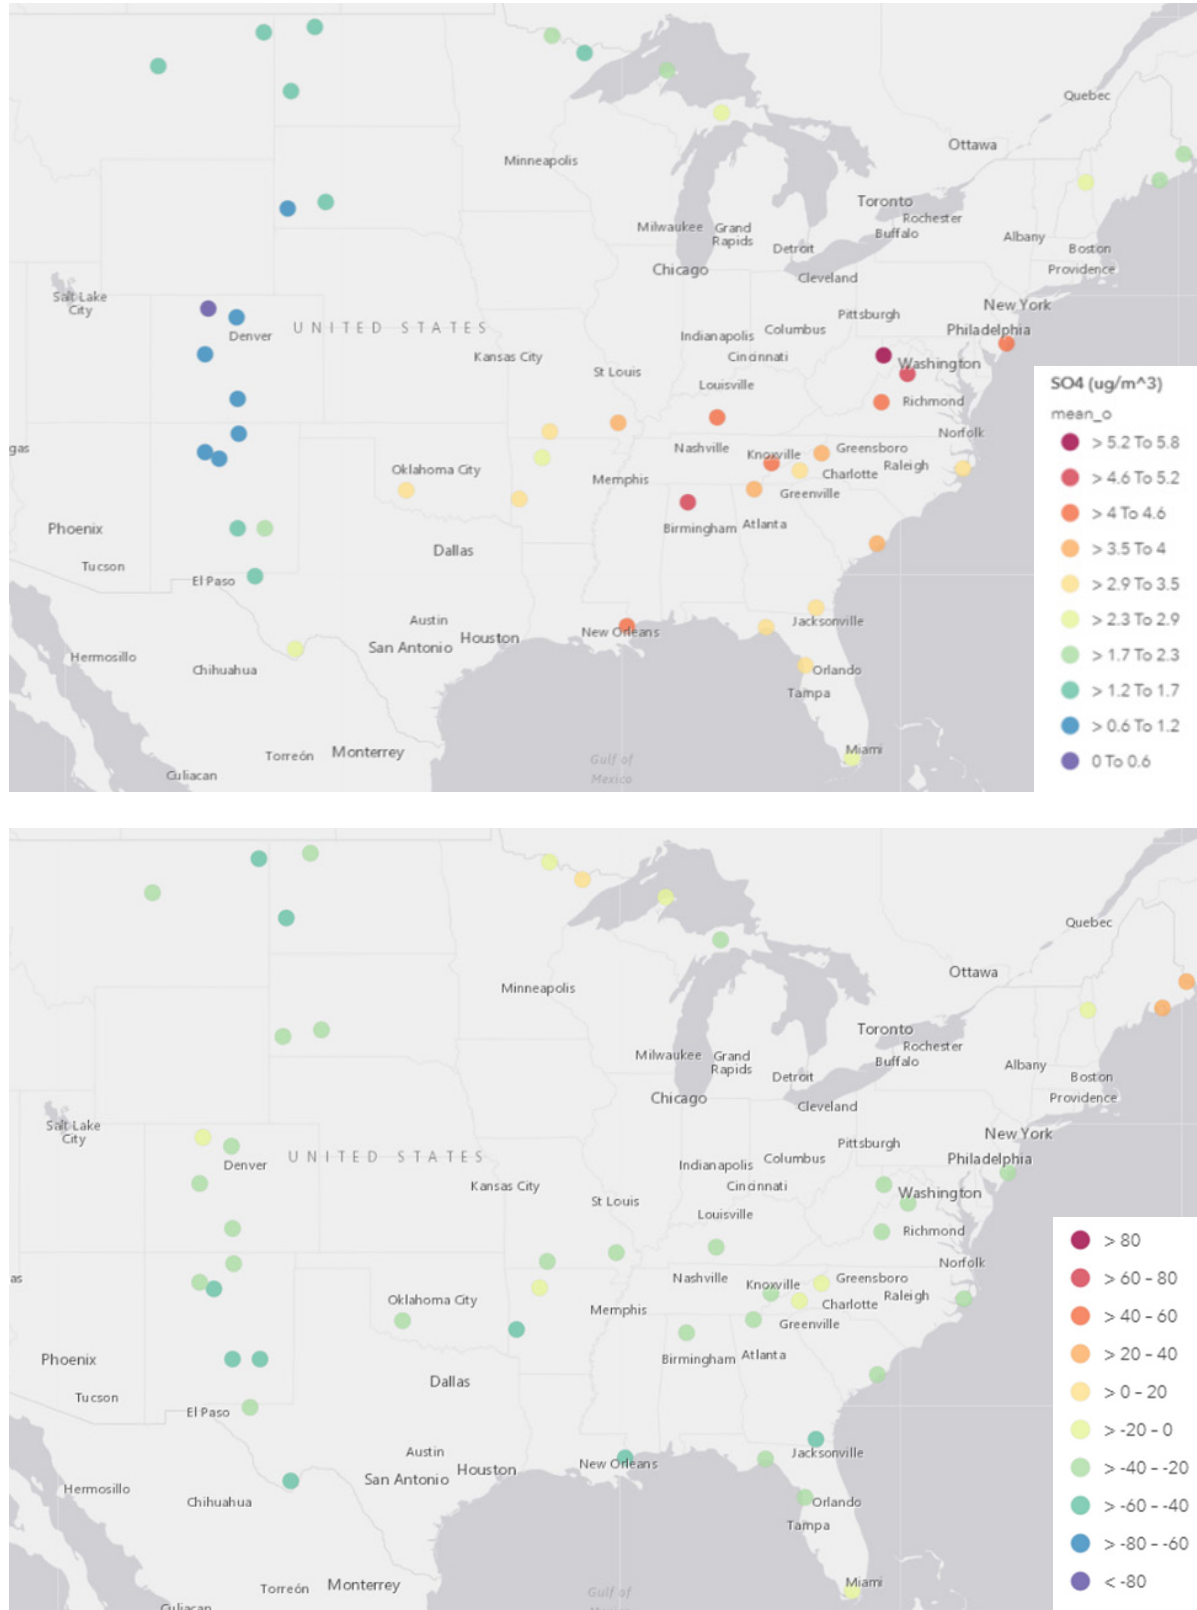 Quebec
Ottawa
Minneapolis
Toronto
Rochester
Milwaukee Grand Rapids
Buffalo
Albany
Detroit
Boston
Chicago
Providence
Cleveland
Salt Lake City
New York
Pittsburgh
UNITED STATES
Denver
Indianapolis
Columbus
Philadelphia
Kansas City
Cincinnati
Washington
St Louis
Louisville
Richmond
Norfolk
gas
Nashville
Knoxville
Greensboro
Oklahoma City
Charlotte
Raleigh
Memphis
Greenville
Phoenix
Birmingham
Atlanta
Dallas
Tucson
El Paso
Austin
Jacksonville
New Orleans
Houston
San Antonio
Hermosillo
Chihuahua
Orlando
Tampa
Miami
Torreón
Monterrey
Gulf of
Mexico
Culiacan
SO4 (ug/m^3)
mean_o
> 5.2 To 5.8
> 4.6 To 5.2
> 4 To 4.6
> 3.5 To 4
> 2.9 To 3.5
> 2.3 To 2.9
> 1.7 To 2.3
> 1.2 To 1.7
> 0.6 To 1.2
0 To 0.6
Quebec
Ottawa
Minneapolis
Toronto
Rochester
Milwaukee Grand Rapids
Buffalo
Albany
Detroit
Boston
Chicago
Providence
Cleveland
Salt Lake City
New York
Pittsburgh
UNITED STATES
Denver
Indianapolis
Columbus
Philadelphia
Kansas City
Cincinnati
Washington
St Louis
Louisville
Richmond
Norfolk
as
Nashville
Knoxville
Greensboro
Oklahoma City
Charlotte
Raleigh
Memphis
Greenville
Phoenix
Birmingham
Atlanta
Dallas
Tucson
El Paso
Austin
Jacksonville
New Orleans
Houston
San Antonio
Hermosillo
Chihuahua
Orlando
Tampa
Miami
Torreón
Monterrey
Gulf of
Culiacan
> 80
> 60 - 80
> 40 - 60
> 20 - 40
> 0 - 20
> -20 - 0
> -40 - -20
> -60 - -40
> -80 - -60
< -80